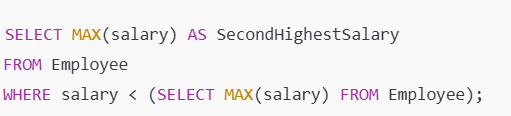 SELECT MAX(salary) AS SecondHighestSalary
FROM Employee
WHERE salary < (SELECT MAX(salary) FROM Employee);